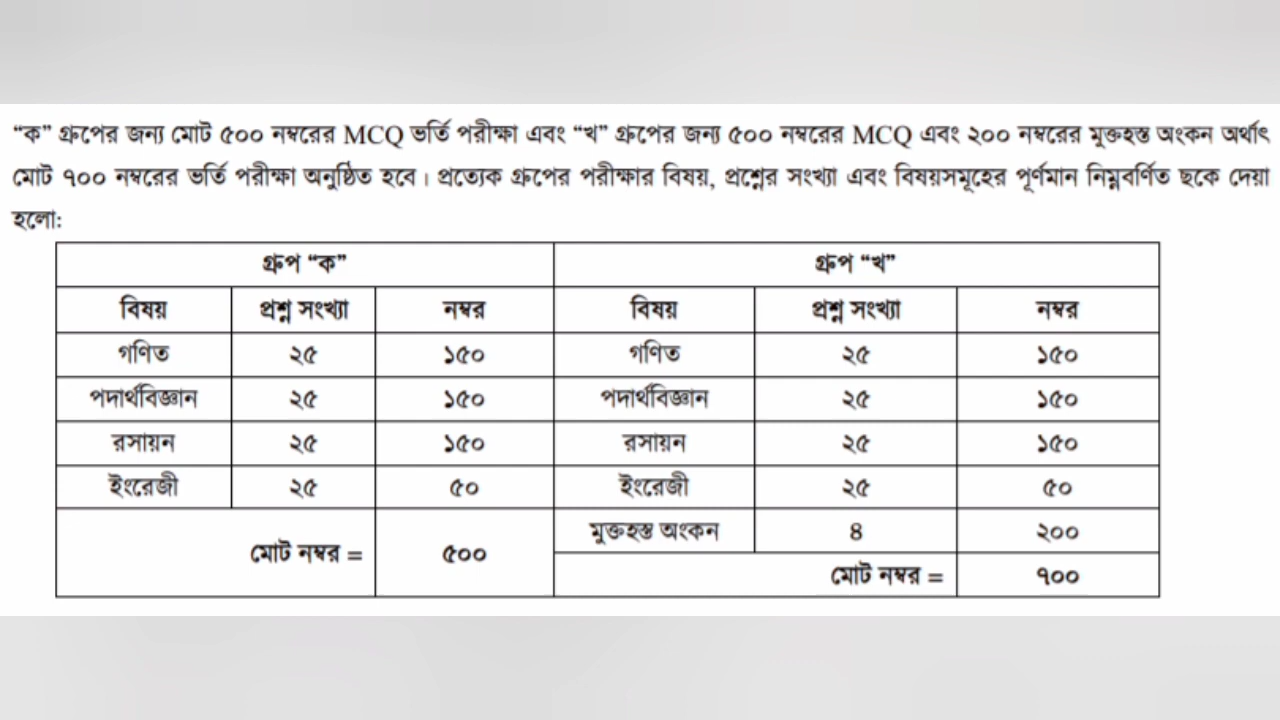 “ক” গ্রুপের জন্য মোট ৫০০ নম্বরের MCQ ভর্তি পরীক্ষা এবং “খ” গ্রুপের জন্য ৫০০ নম্বরের MCQ এবং ২০০ নম্বরের মুক্তহস্ত অংকন অর্থাৎ
মোট ৭০০ নম্বরের ভর্তি পরীক্ষা অনুষ্ঠিত হবে। প্রত্যেক গ্রুপের পরীক্ষার বিষয়, প্রশ্নের সংখ্যা এবং বিষয়সমূহের পূর্ণমান নিম্নবর্ণিত ছকে দেয়া
হলো:
গ্রুপ “ক” গ্রুপ “খ”
বিষয় প্রশ্ন সংখ্যা নম্বর বিষয় প্রশ্ন সংখ্যা নম্বর
গণিত ২৫ ১৫০ গণিত ২৫ ১৫০
পদার্থবিজ্ঞান ২৫ ১৫০ পদার্থবিজ্ঞান ২৫ ১৫০
রসায়ন ২৫ ১৫০ রসায়ন ২৫ ১৫০
ইংরেজী ২৫ ৫০ ইংরেজী ২৫ ৫০
মুক্তহস্ত অংকন ৪ ২০০
মোট নম্বর = ৫০০
মোট নম্বর = ৭০০